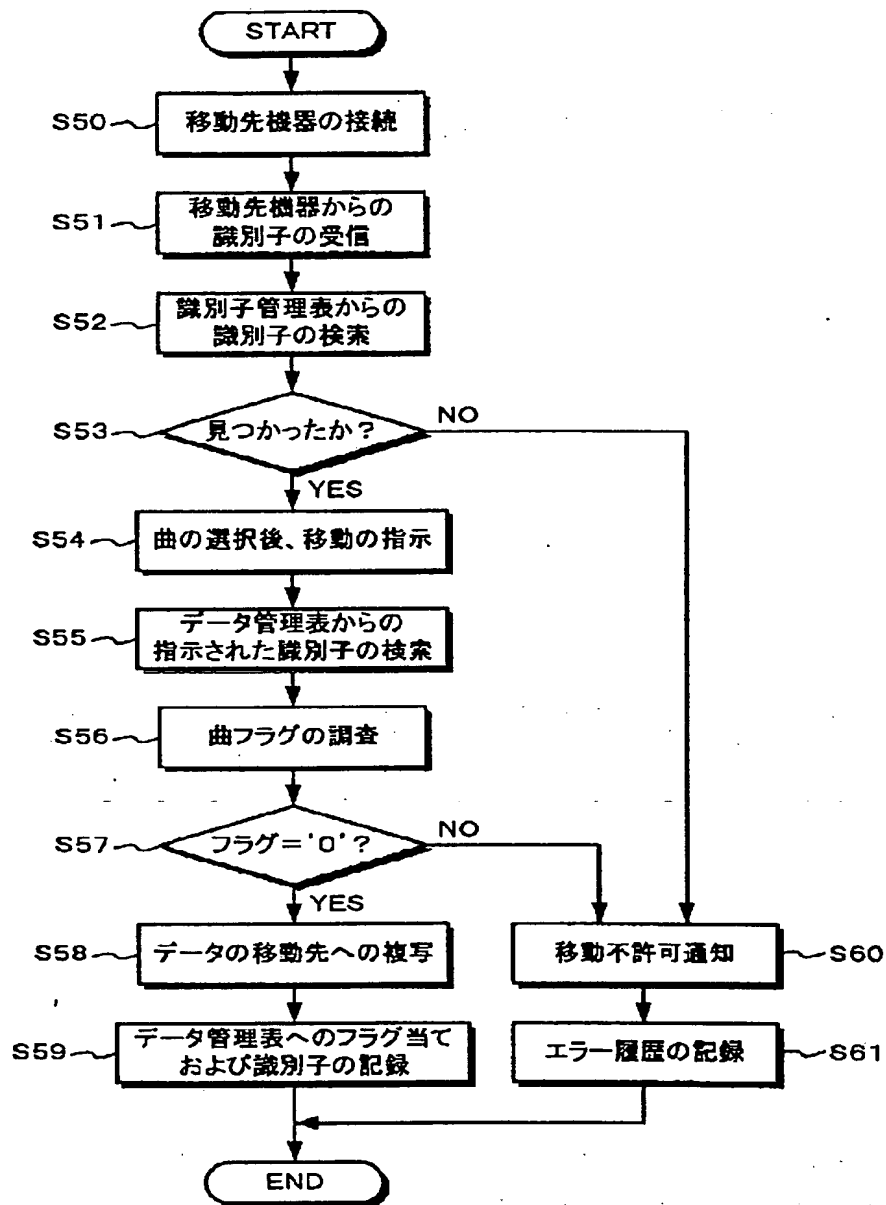 START
S50
移動先機器の接続
S51
移動先機器からの
識別子の受信
S52
識別子管理表からの
識別子の検索
S53
見つかったか？
NO
YES
S54
曲の選択後、移動の指示
S55
データ管理表からの
指示された識別子の検索
S56
曲フラグの調査
S57
フラグ＝'0'？
NO
YES
S58
データの移動先への複写
移動不許可通知
S60
S59
データ管理表へのフラグ当て
および識別子の記録
エラー履歴の記録
S61
END